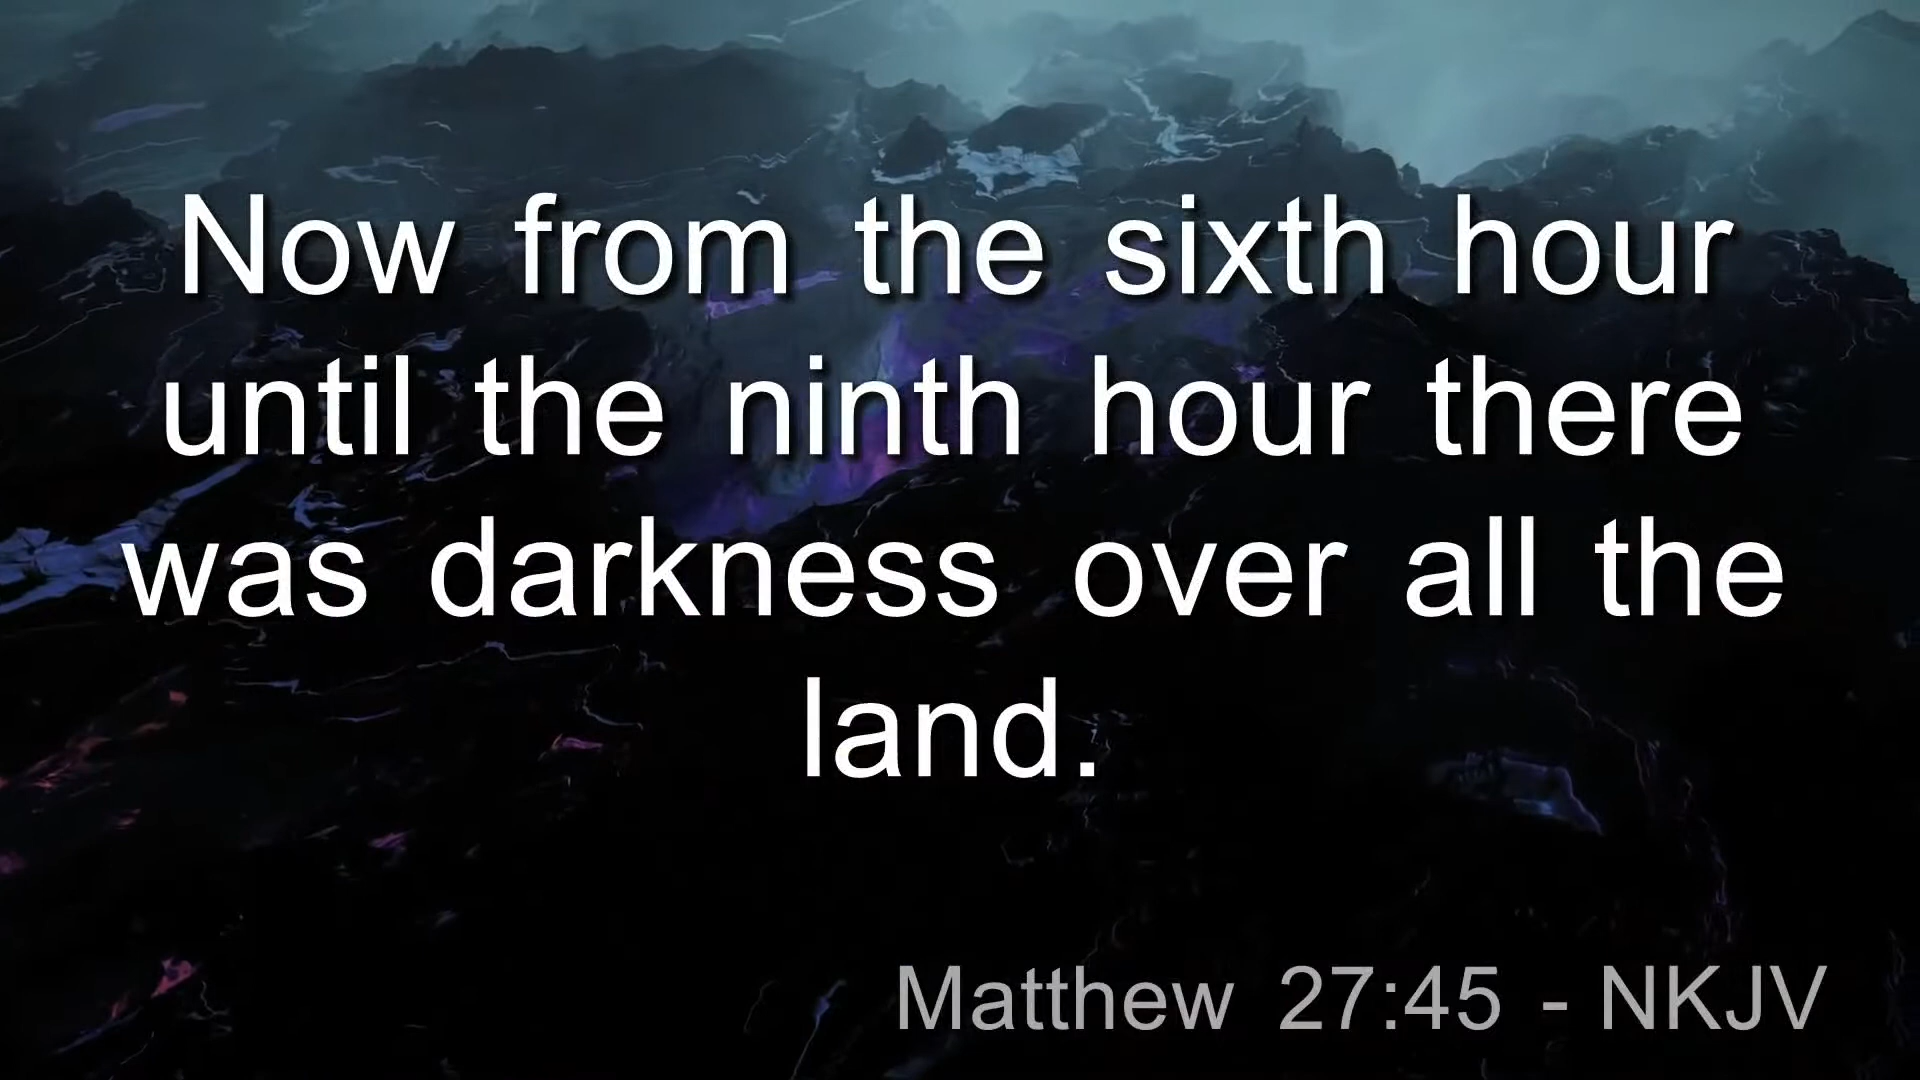 Now from the sixth hour
until the ninth hour there
was darkness over all the
land.
Matthew 27:45 - NKJV